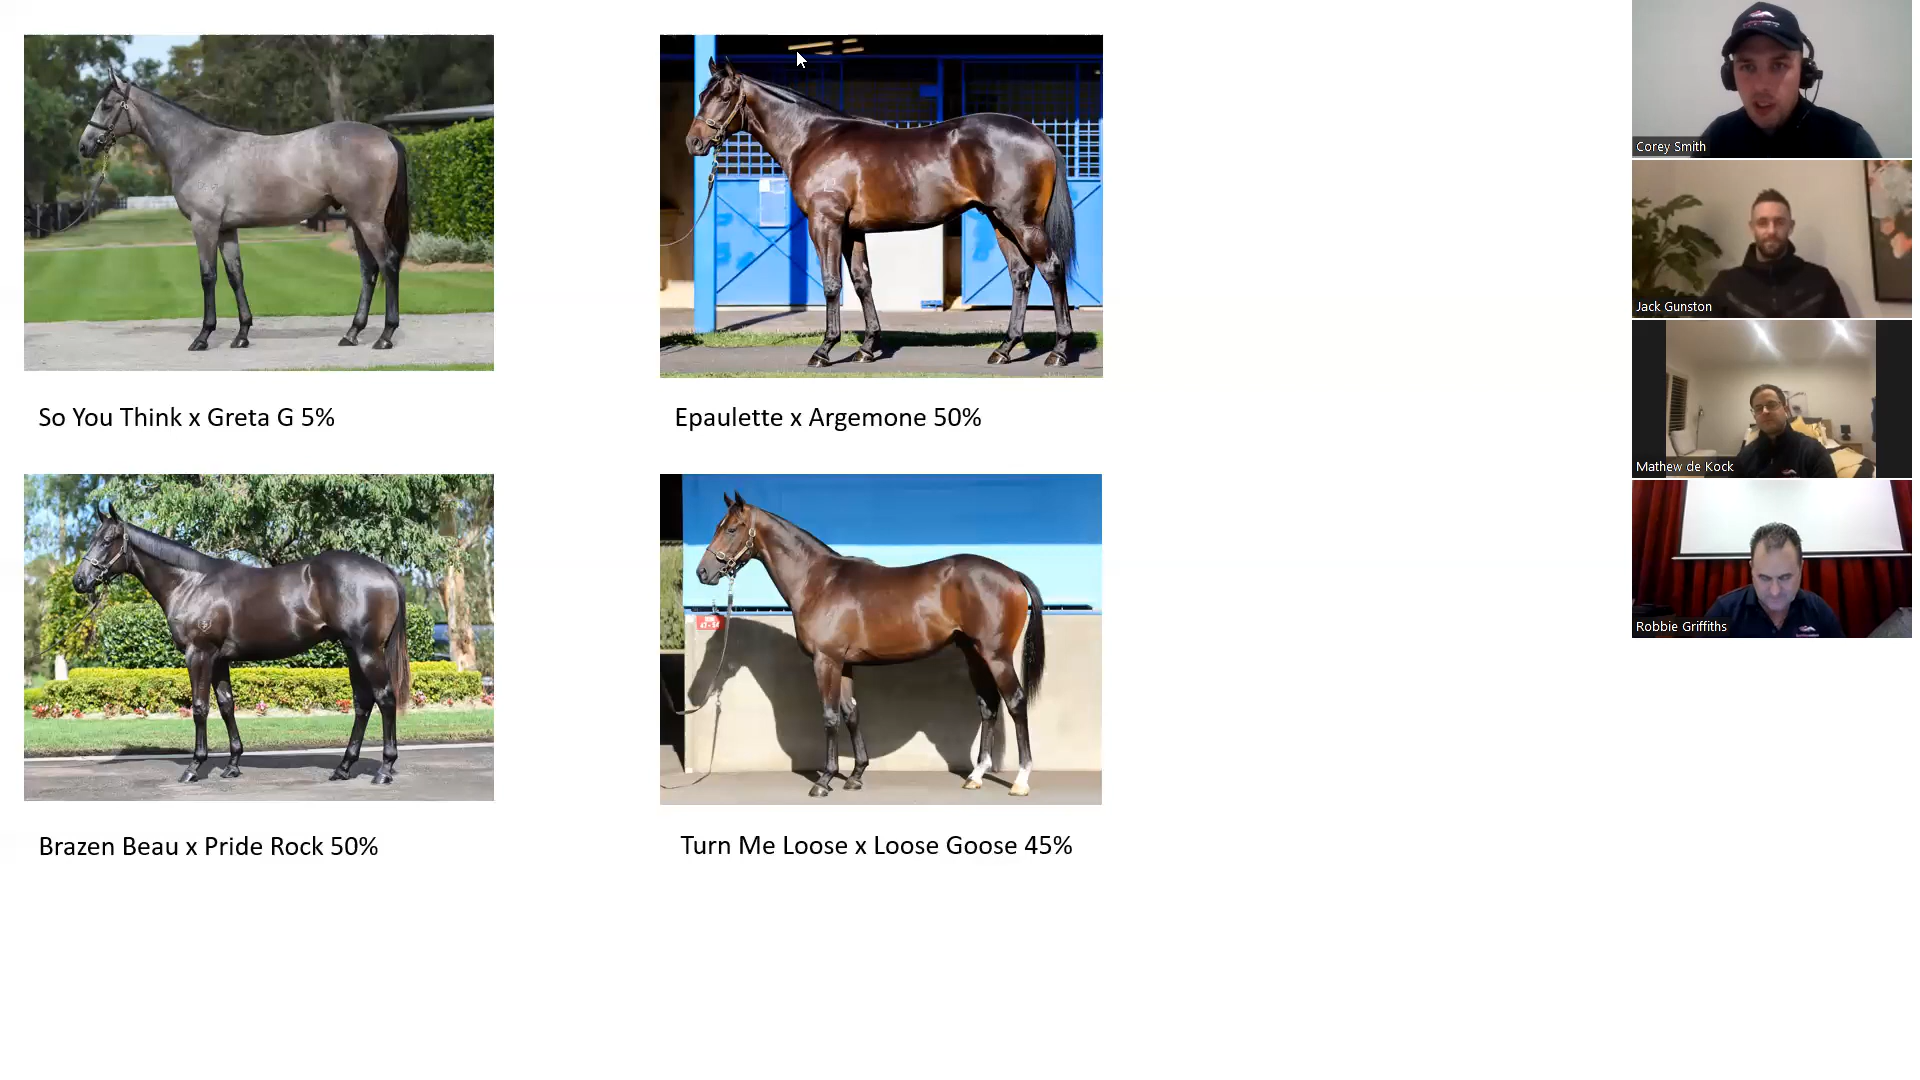 So You Think x Greta G 5%
Epaulette x Argemone 50%
Brazen Beau x Pride Rock 50%
Turn Me Loose x Loose Goose 45%
Corey Smith
Jack Gunston
Mathew de Kock
Robbie Griffiths